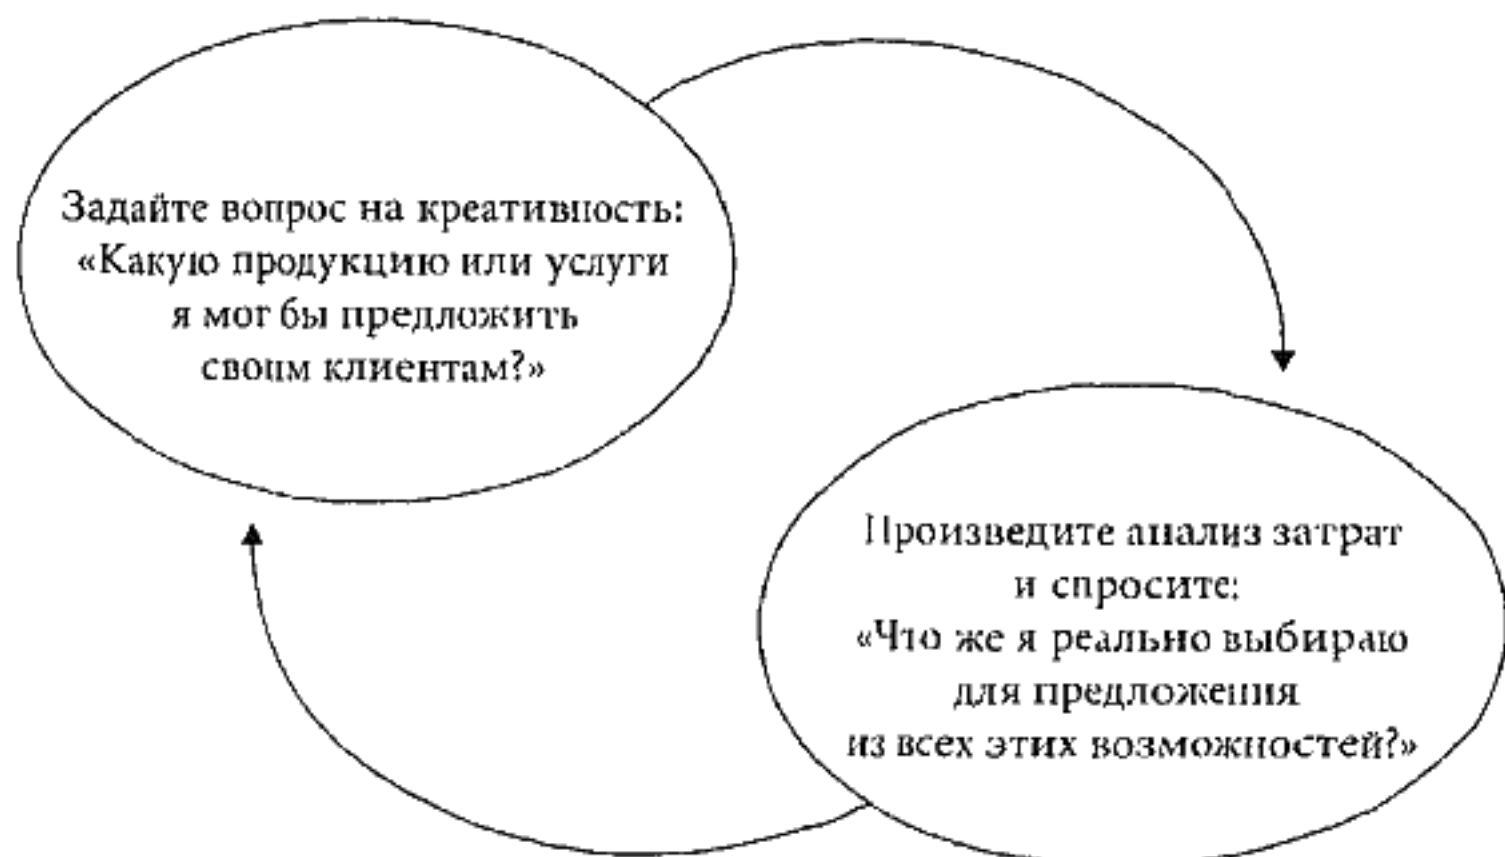 Задайте вопрос на креативность:
«Какую продукцию или услуги
я мог бы предложить
своим клиентам?»
Произведите анализ затрат
и спросите:
«Что же я реально выбираю
для предложения
из всех этих возможностей?»